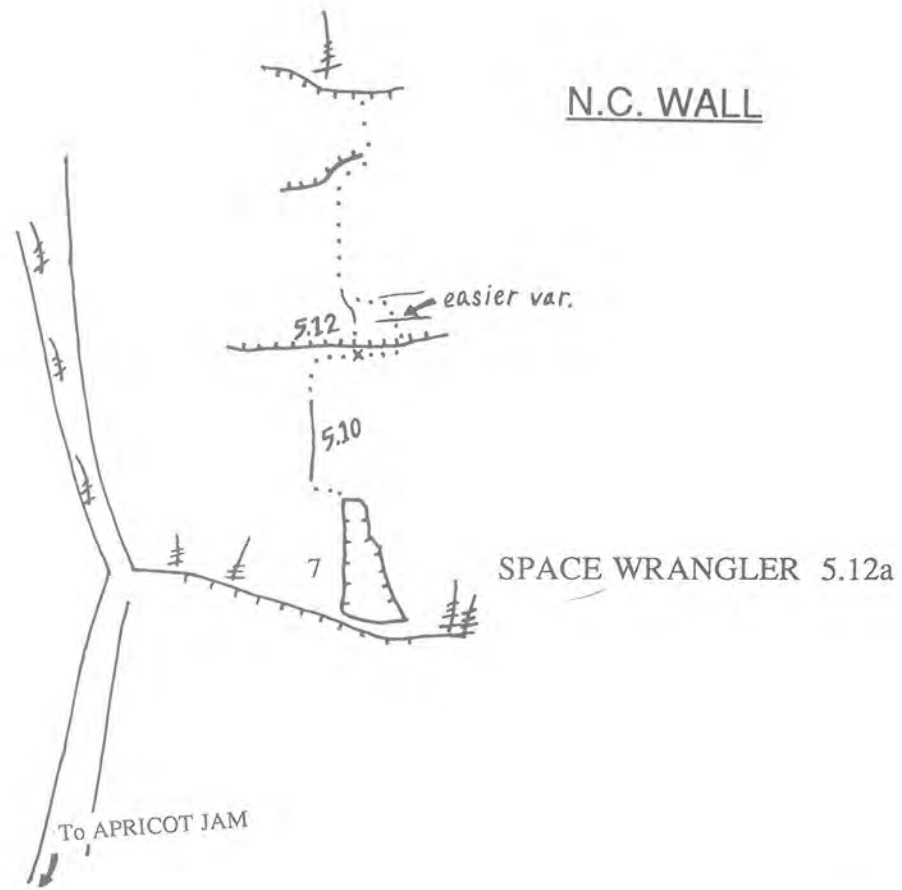 N.C. WALL
easier var.
5.12
5.10
7
SPACE WRANGLER 5.12a
To APRICOT JAM